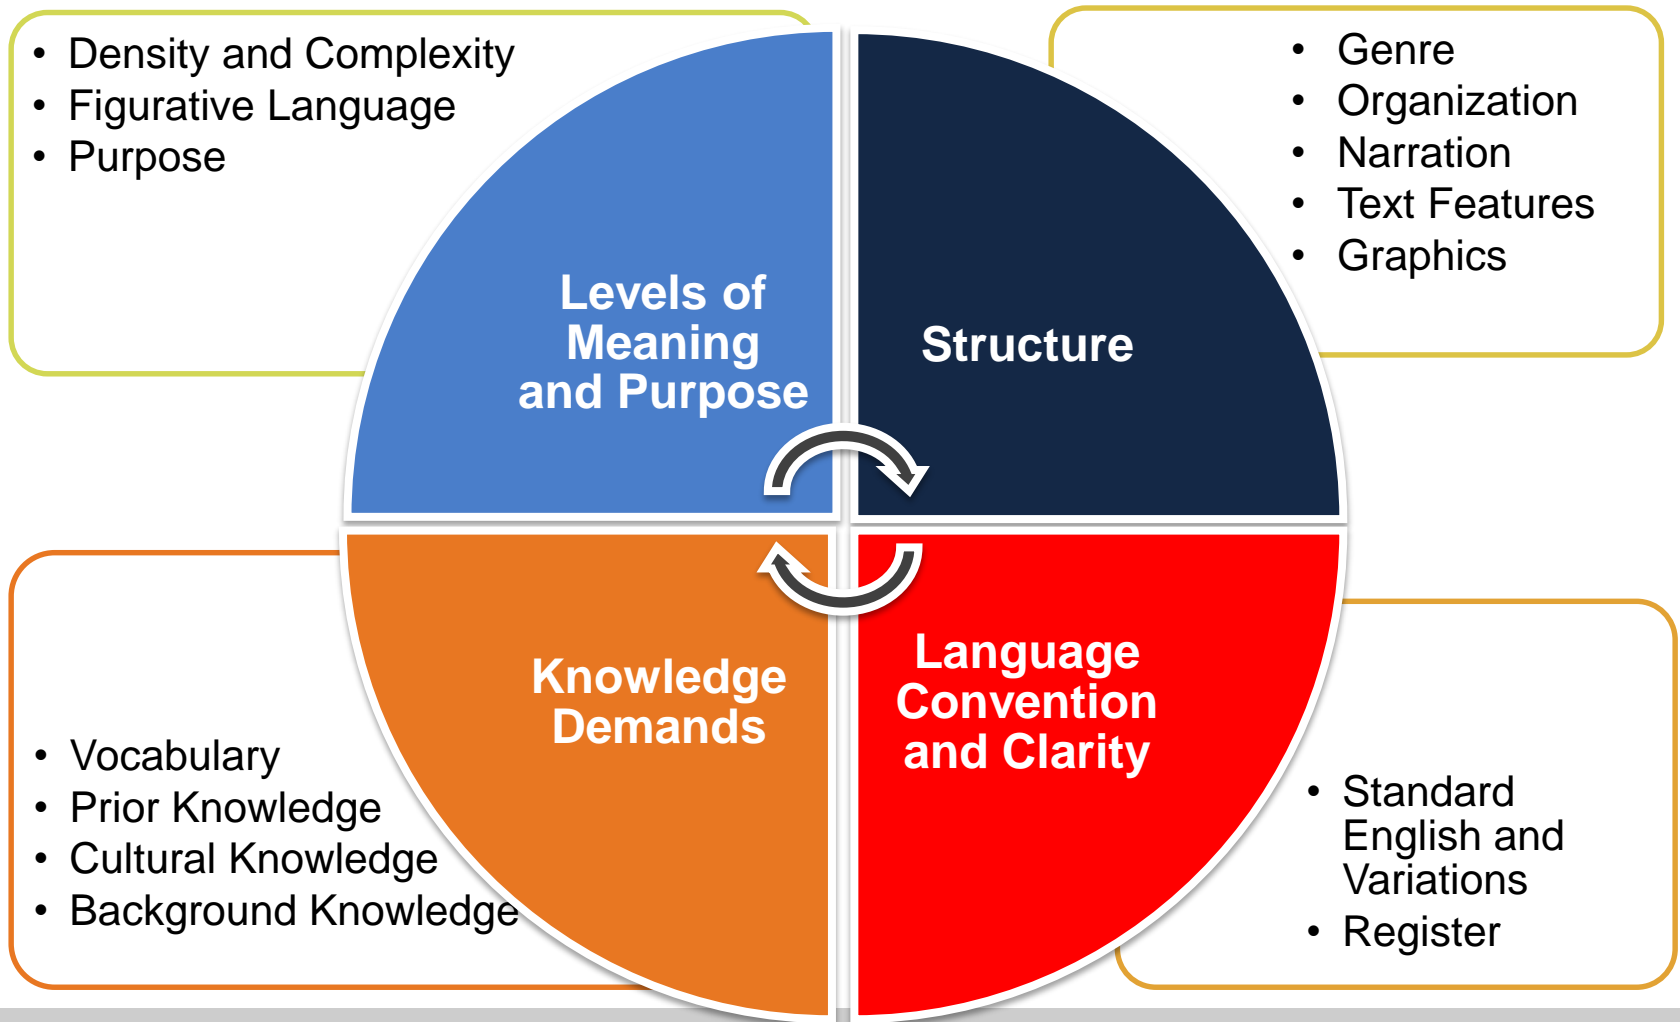 • Density and Complexity
• Figurative Language
• Purpose
Levels of
Meaning
and Purpose
• Genre
• Organization
• Narration
• Text Features
• Graphics
Structure
Knowledge
Demands
• Vocabulary
• Prior Knowledge
• Cultural Knowledge
• Background Knowledge
Language
Convention
and Clarity
• Standard
English and
Variations
• Register